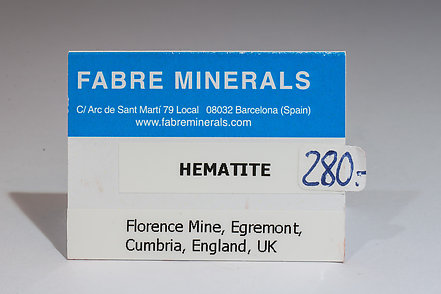 FABRE MINERALS
C/ Arc de Sant Martí 79 Local 08032 Barcelona (Spain)
www.fabreminerals.com
HEMATITE
280.-
Florence Mine, Egremont,
Cumbria, England, UK